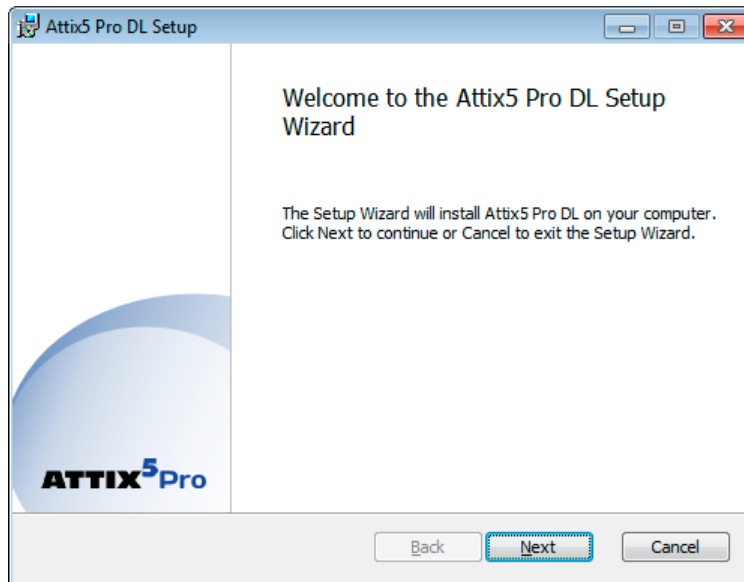 Attix5 Pro DL Setup
Welcome to the Attix5 Pro DL Setup
Wizard
The Setup Wizard will install Attix5 Pro DL on your computer.
Click Next to continue or Cancel to exit the Setup Wizard.
ATTIX5Pro
Back Next Cancel